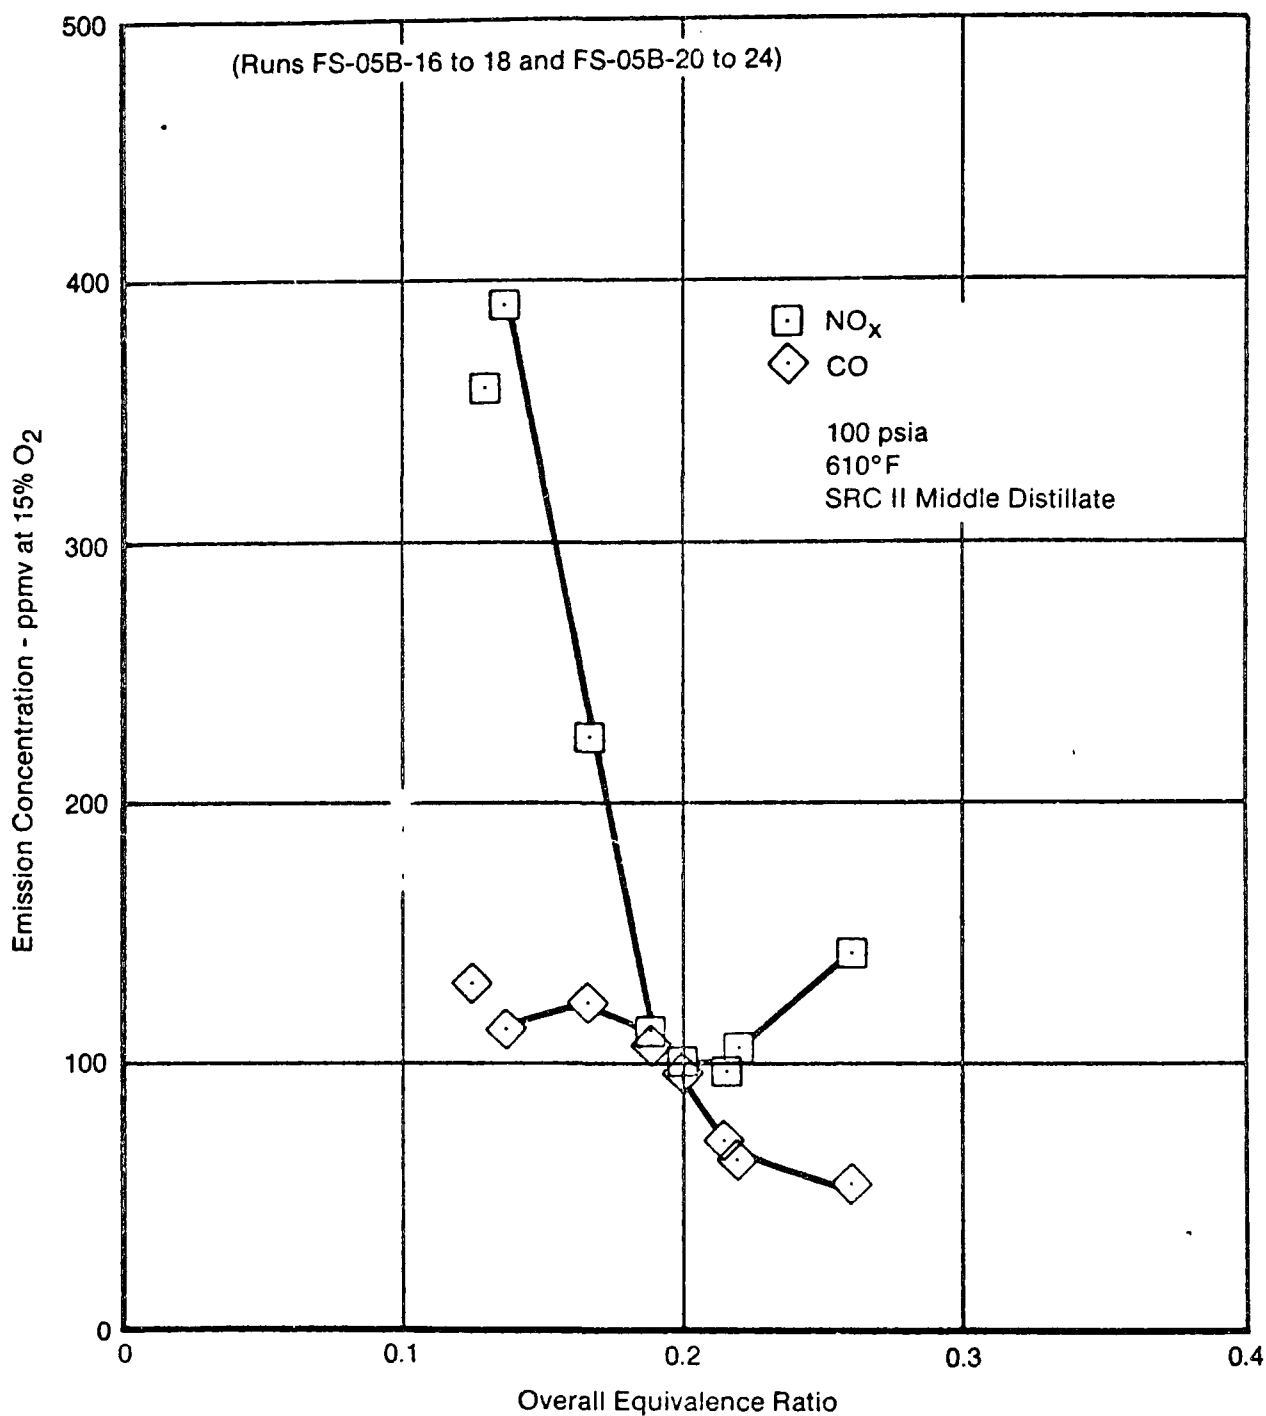 500
(Runs FS-05B-16 to 18 and FS-05B-20 to 24)
400
NOx
CO
100 psia
610°F
SRC II Middle Distillate
300
200
100
0
Emission Concentration - ppmv at 15% O2
0 0.1 0.2 0.3 0.4
Overall Equivalence Ratio